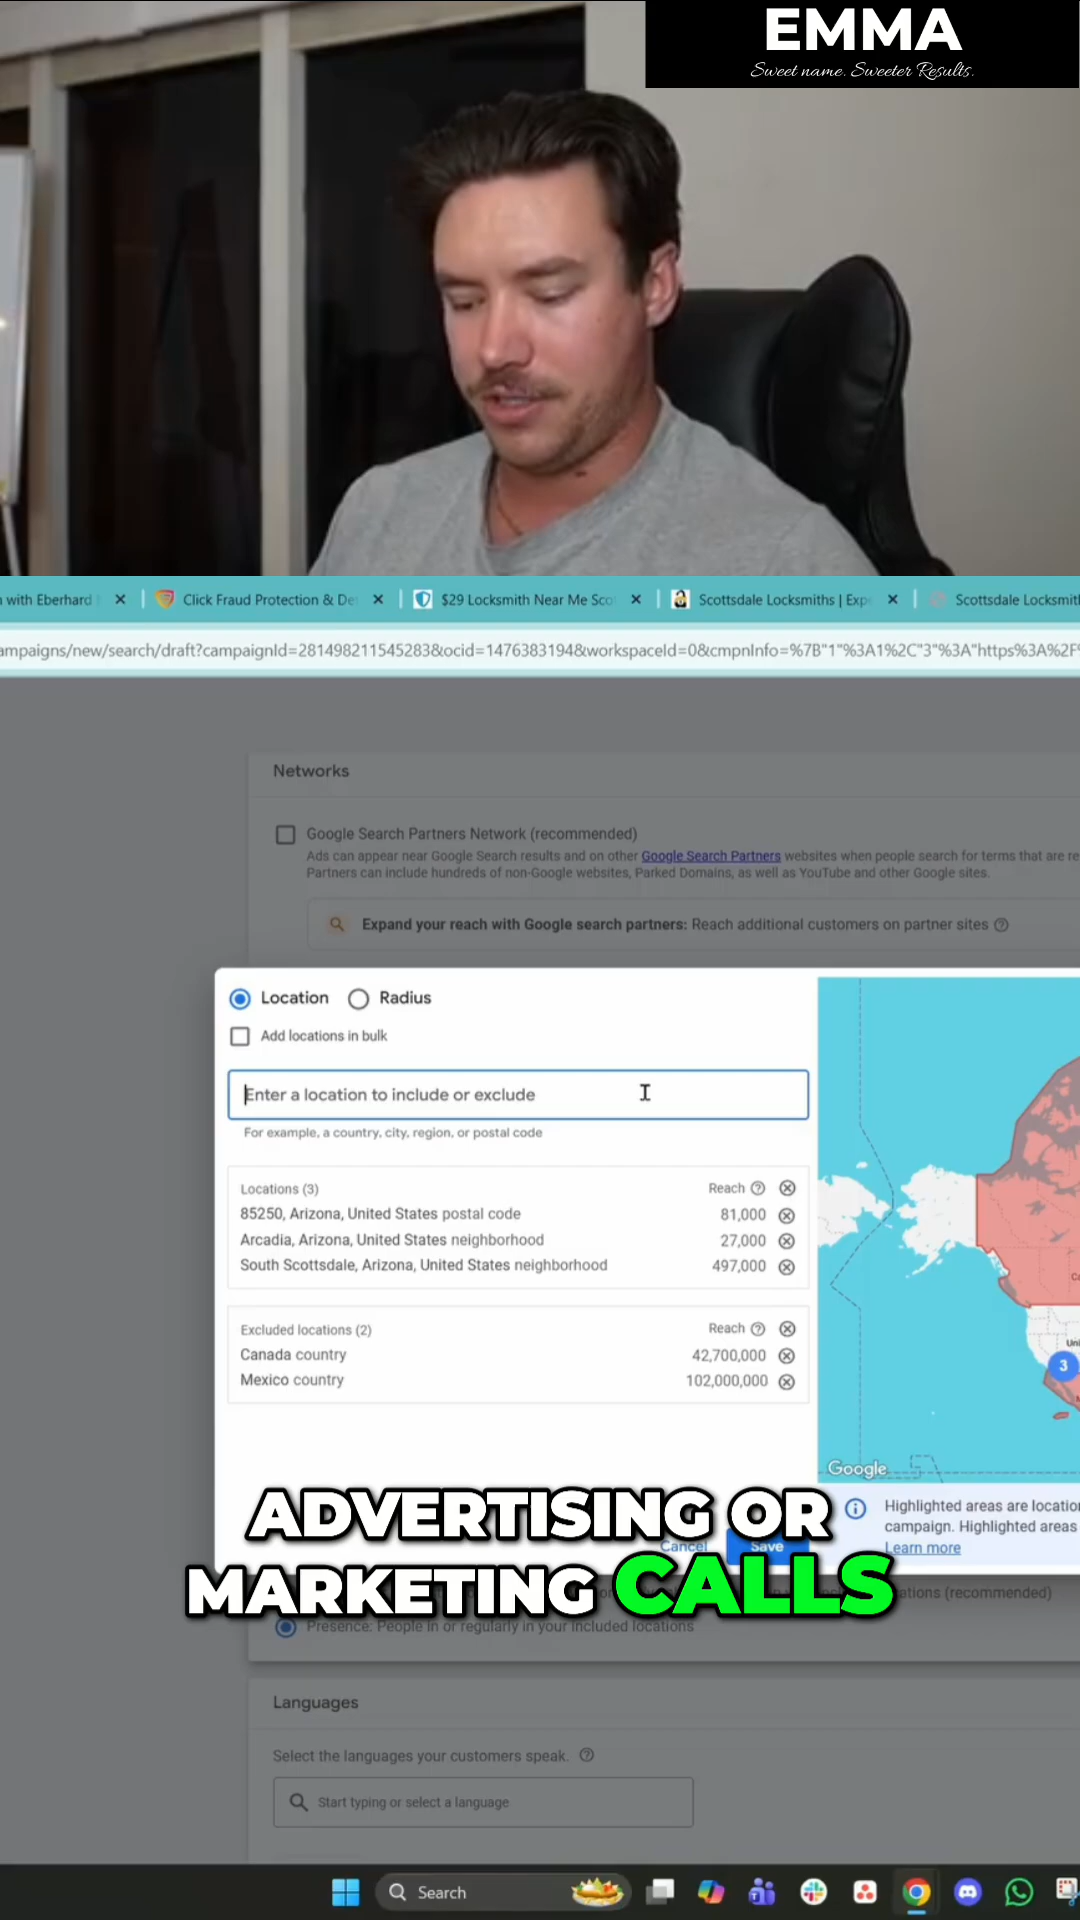 EMMA
Sweet name. Sweeter Results.
with Eberhard
Click Fraud Protection & De
$29 Locksmith Near Me Sco
Scottsdale Locksmiths | Exp
Scottsdale Locksmith
ampaigns/new/search/draft?campaignId=281498211545283&ocid=1476383194&workspaceId=0&cmpnInfo=%7B"1"%3A1%2C"3"%3A"https%3A%2F
Networks
Google Search Partners Network (recommended)
Ads can appear near Google Search results and on other Google Search Partners websites when people search for terms that are re
Partners can include hundreds of non-Google websites, Parked Domains, as well as YouTube and other Google sites.
Expand your reach with Google search partners: Reach additional customers on partner sites
Location Radius
Add locations in bulk
Enter a location to include or exclude
For example, a country, city, region, or postal code
Locations (3) Reach
85250, Arizona, United States postal code 81,000
Arcadia, Arizona, United States neighborhood 27,000
South Scottsdale, Arizona, United States neighborhood 497,000
Excluded locations (2) Reach
Canada country 42,700,000
Mexico country 102,000,000
Ca
Uni
3
Google
Highlighted areas are location
campaign. Highlighted areas
Learn more
Cancel Save
ADVERTISING OR
MARKETING CALLS
locations (recommended)
Presence: People in or regularly in your included locations
Languages
Select the languages your customers speak.
Start typing or select a language
Search